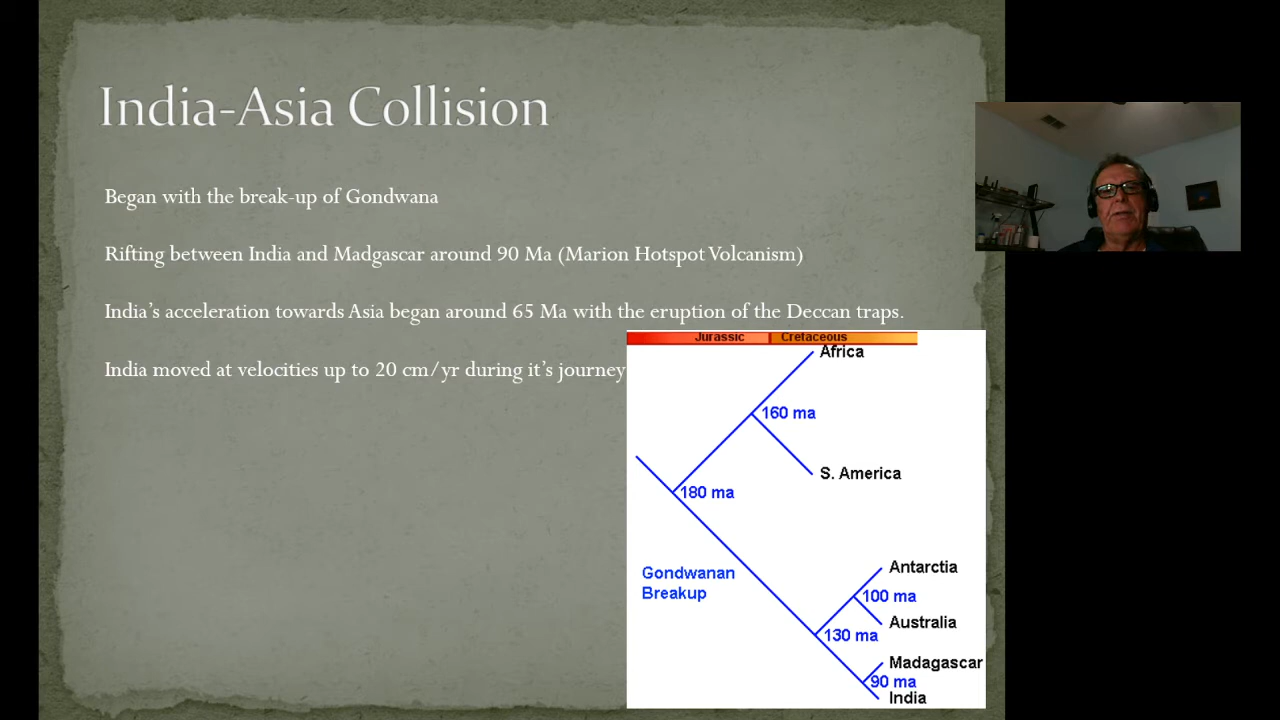 India-Asia Collision
Began with the break-up of Gondwana
Rifting between India and Madgascar around 90 Ma (Marion Hotspot Volcanism)
India's acceleration towards Asia began around 65 Ma with the eruption of the Deccan traps.
India moved at velocities up to 20 cm/yr during it's journey
Jurassic Cretaceous
Africa
160 ma
S. America
180 ma
Gondwanan
Breakup
Antarctia
100 ma
Australia
130 ma
Madagascar
90 ma
India